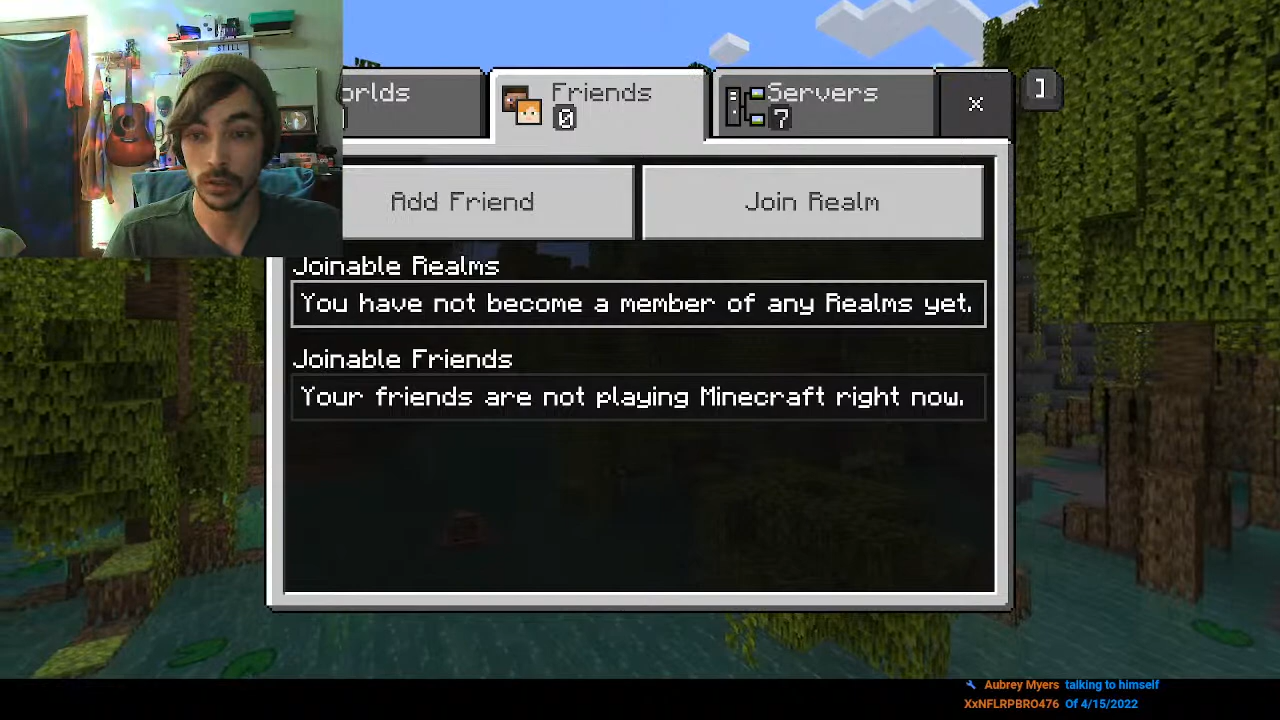 STILL
orlds
Friends
0
Servers
7
Add Friend
Join Realm
Joinable Realms
You have not become a member of any Realms yet.
Joinable Friends
Your friends are not playing Minecraft right now.
Aubrey Myers talking to himself
XxNFLRPBRO476 Of 4/15/2022